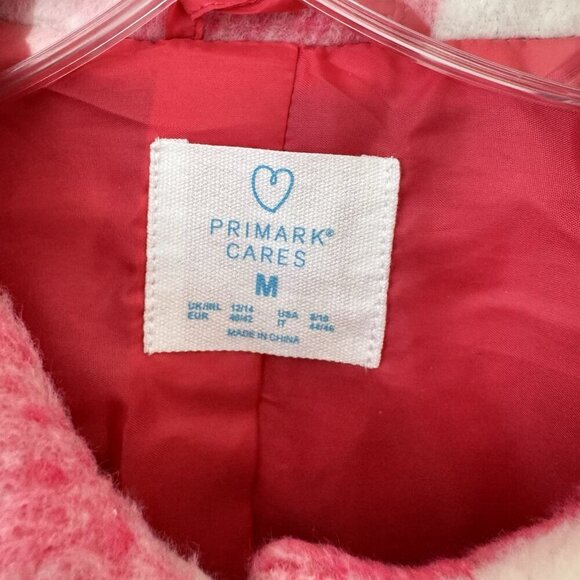 PRIMARK®
CARES
M
UK/IRL 12/14 USA 8/10
EUR 40/42 IT 44/46
MADE IN CHINA